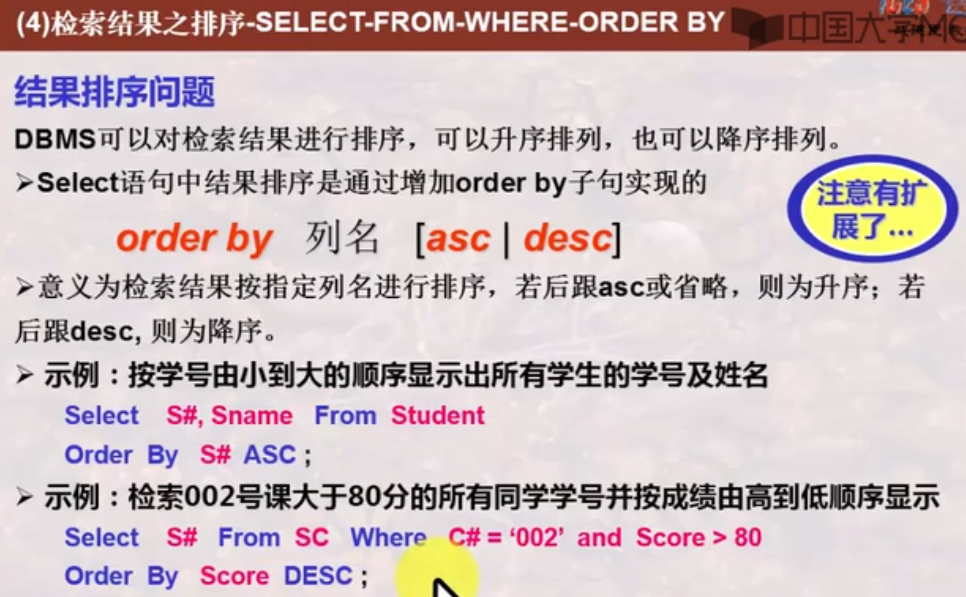 (4)检索结果之排序-SELECT-FROM-WHERE-ORDER BY
中国大学MO
结果排序问题
DBMS可以对检索结果进行排序，可以升序排列，也可以降序排列。
➢Select语句中结果排序是通过增加order by子句实现的
注意有扩
展了...
order by 列名 [asc | desc]
➢意义为检索结果按指定列名进行排序，若后跟asc或省略，则为升序；若
后跟desc, 则为降序。
➢ 示例：按学号由小到大的顺序显示出所有学生的学号及姓名
Select S#, Sname From Student
Order By S# ASC ;
➢ 示例：检索002号课大于80分的所有同学学号并按成绩由高到低顺序显示
Select S# From SC Where C# = ‘002’ and Score > 80
Order By Score DESC ;